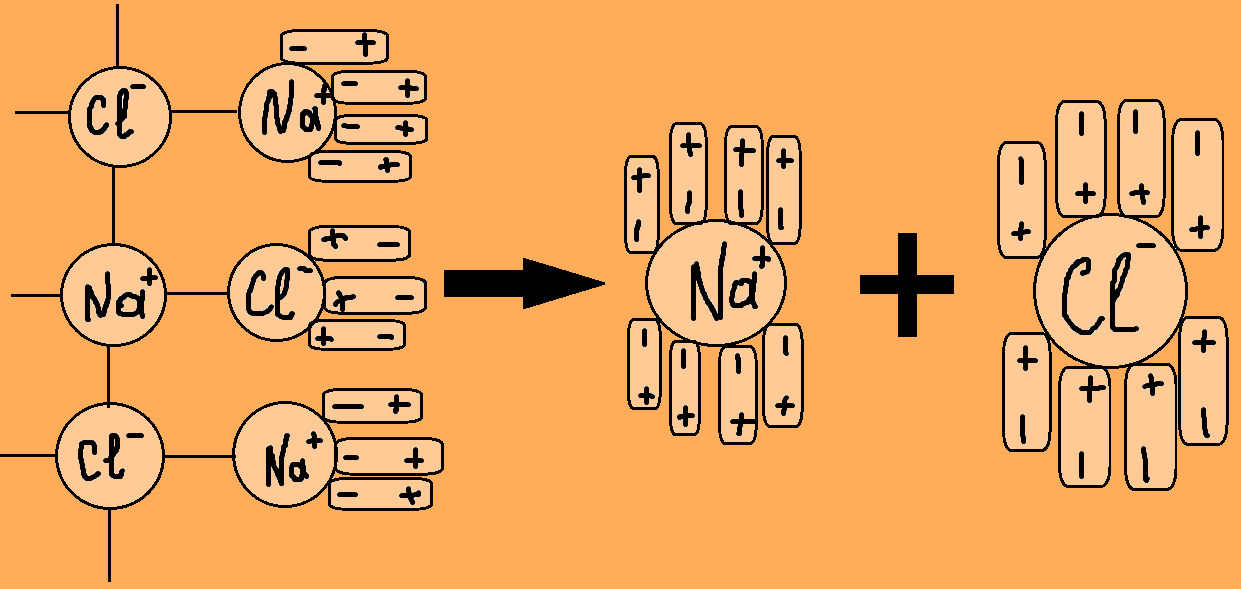 Cl⁻
Na⁺
- +
- +
- +
- +
Na⁺
Cl⁻
+ -
+ -
+ -
Cl⁻
Na⁺
- +
- +
- +
+ + + +
- - - -
Na⁺
- - - -
+ + + +
+
- - - -
+ + + +
Cl⁻
+ + + +
- - - -